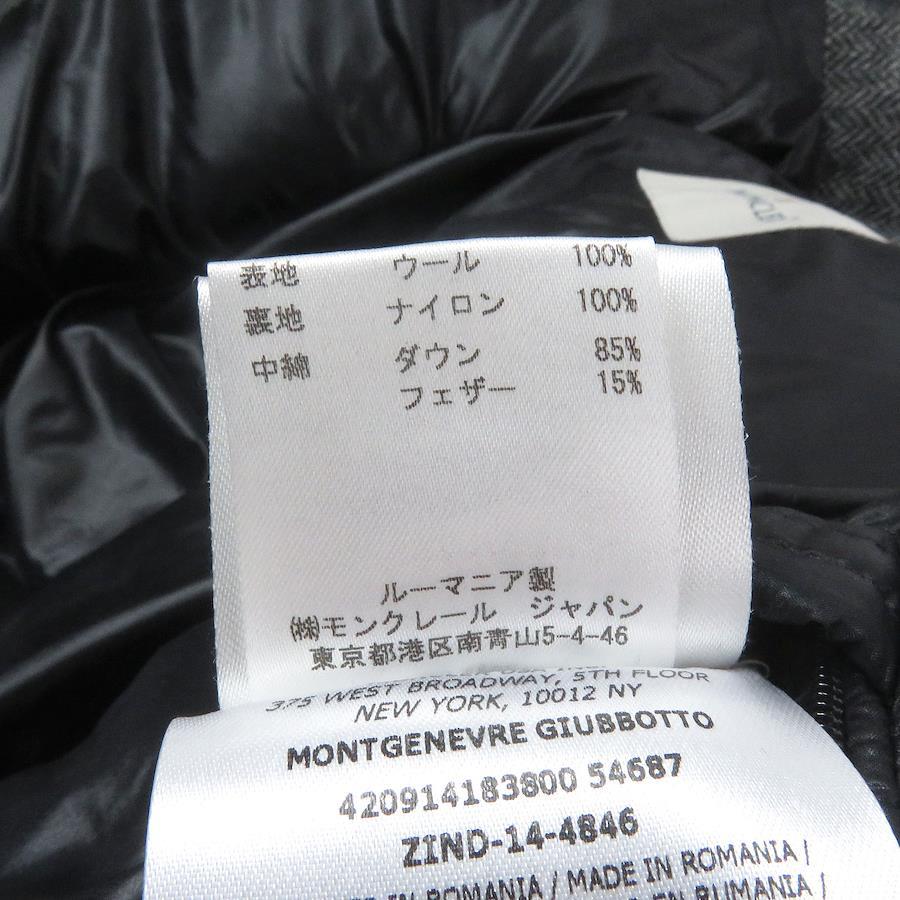 表地 ウール 100%
裏地 ナイロン 100%
中綿 ダウン 85%
フェザー 15%
ルーマニア製
㈱モンクレール ジャパン
東京都港区南青山5-4-46
375 WEST BROADWAY, 5TH FLOOR
NEW YORK, 10012 NY
MONTGENEVRE GIUBBOTTO
420914183800 54687
ZIND-14-4846
IN ROMANIA / MADE IN ROMANIA /
EN RUMANIA /